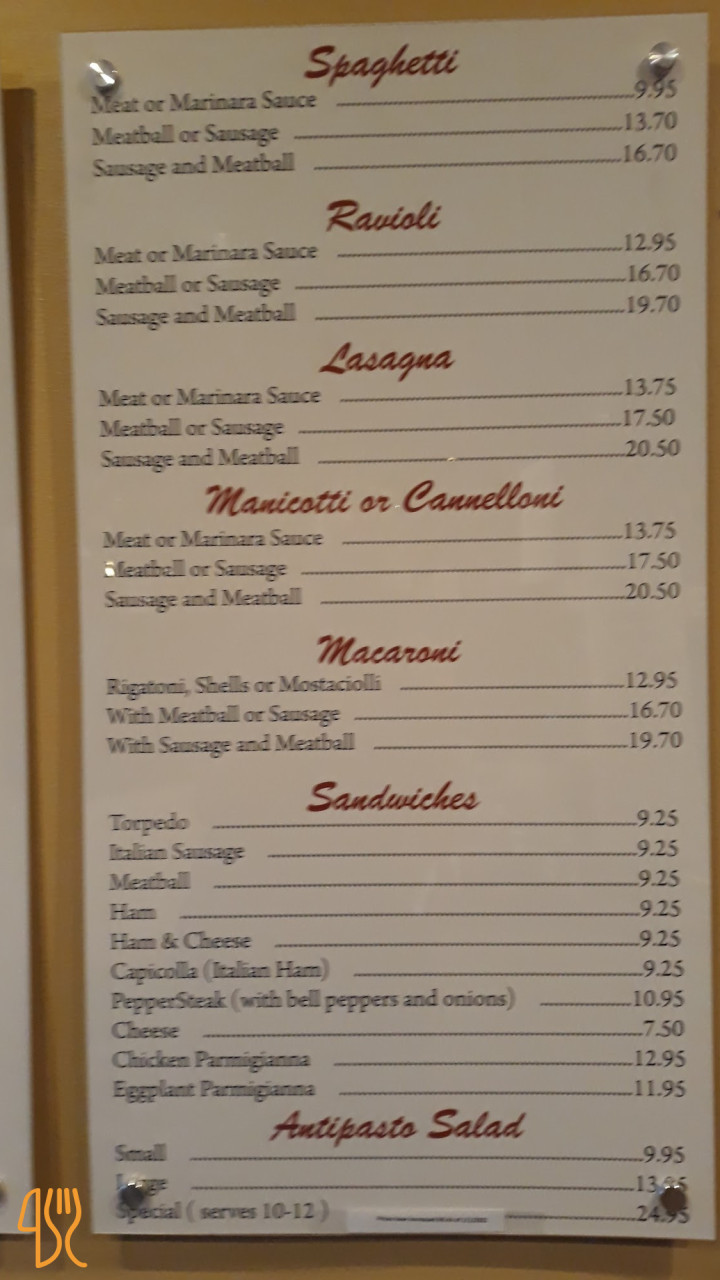 Spaghetti
Meat or Marinara Sauce 9.95
Meatball or Sausage 13.70
Sausage and Meatball 16.70
Ravioli
Meat or Marinara Sauce 12.95
Meatball or Sausage 16.70
Sausage and Meatball 19.70
Lasagna
Meat or Marinara Sauce 13.75
Meatball or Sausage 17.50
Sausage and Meatball 20.50
Manicotti or Cannelloni
Meat or Marinara Sauce 13.75
Meatball or Sausage 17.50
Sausage and Meatball 20.50
Macaroni
Rigatoni, Shells or Mostaciolli 12.95
With Meatball or Sausage 16.70
With Sausage and Meatball 19.70
Sandwiches
Torpedo 9.25
Italian Sausage 9.25
Meatball 9.25
Ham 9.25
Ham & Cheese 9.25
Capicolla (Italian Ham) 9.25
PepperSteak (with bell peppers and onions) 10.95
Cheese 7.50
Chicken Parmigianna 12.95
Eggplant Parmigianna 11.95
Antipasto Salad
Small 9.95
Large
Special ( serves 10-12 ) 24.95